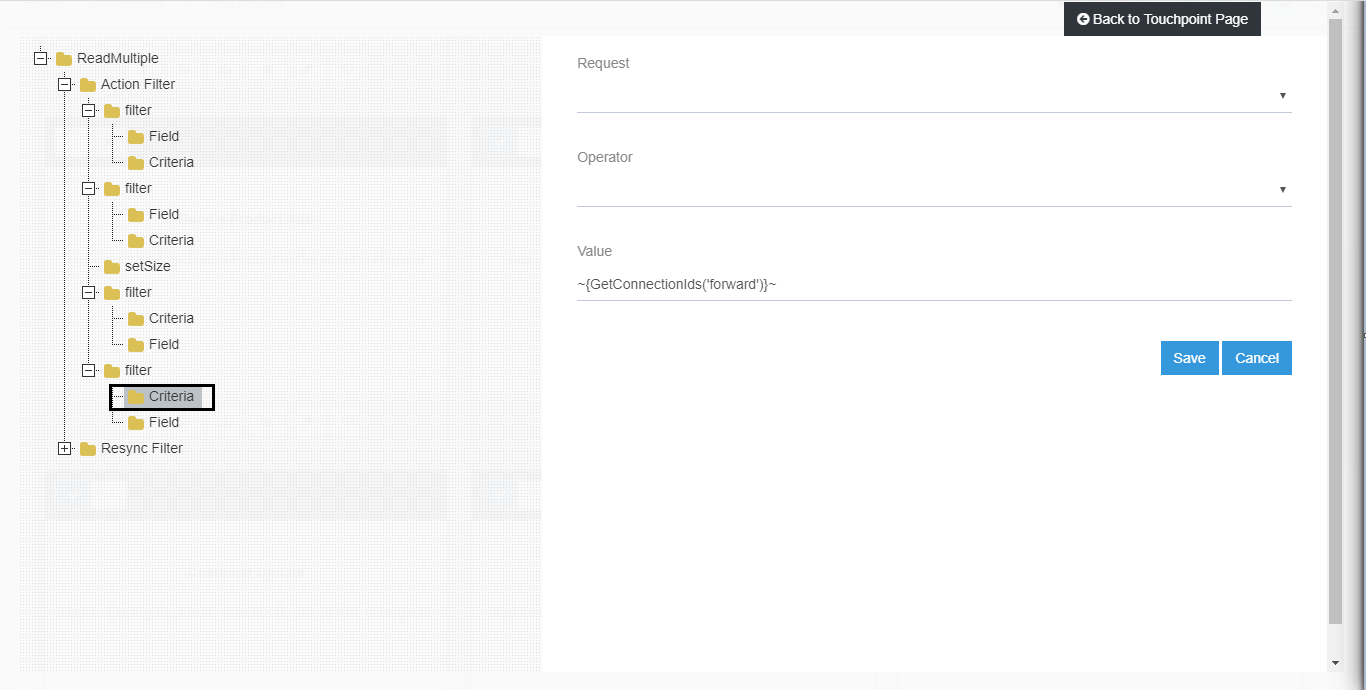 Back to Touchpoint Page
ReadMultiple
Action Filter
filter
Field
Criteria
filter
Field
Criteria
setSize
filter
Criteria
Field
filter
Criteria
Field
Resync Filter
Request
Operator
Value
~{GetConnectionIds('forward')}~
Save Cancel